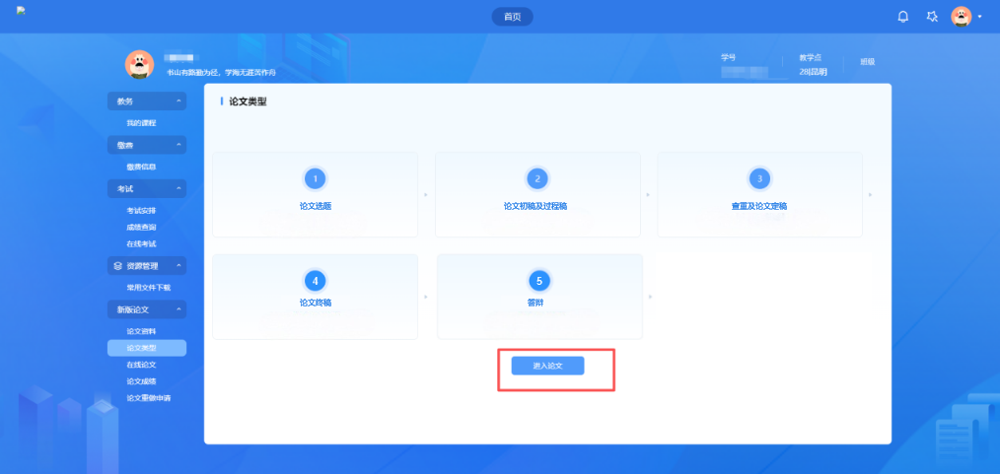 首页
书山有路勤为径，学海无涯苦作舟
学号
教学点
班级
28[昆明]
教务
我的课程
缴费
缴费信息
考试
考试安排
成绩查询
在线考试
资源管理
常用文件下载
新版论文
论文资料
论文类型
在线论文
论文成绩
论文重做申请
论文类型
1
论文选题
2
论文初稿及过程稿
3
查重及论文定稿
4
论文终稿
5
答辩
进入论文